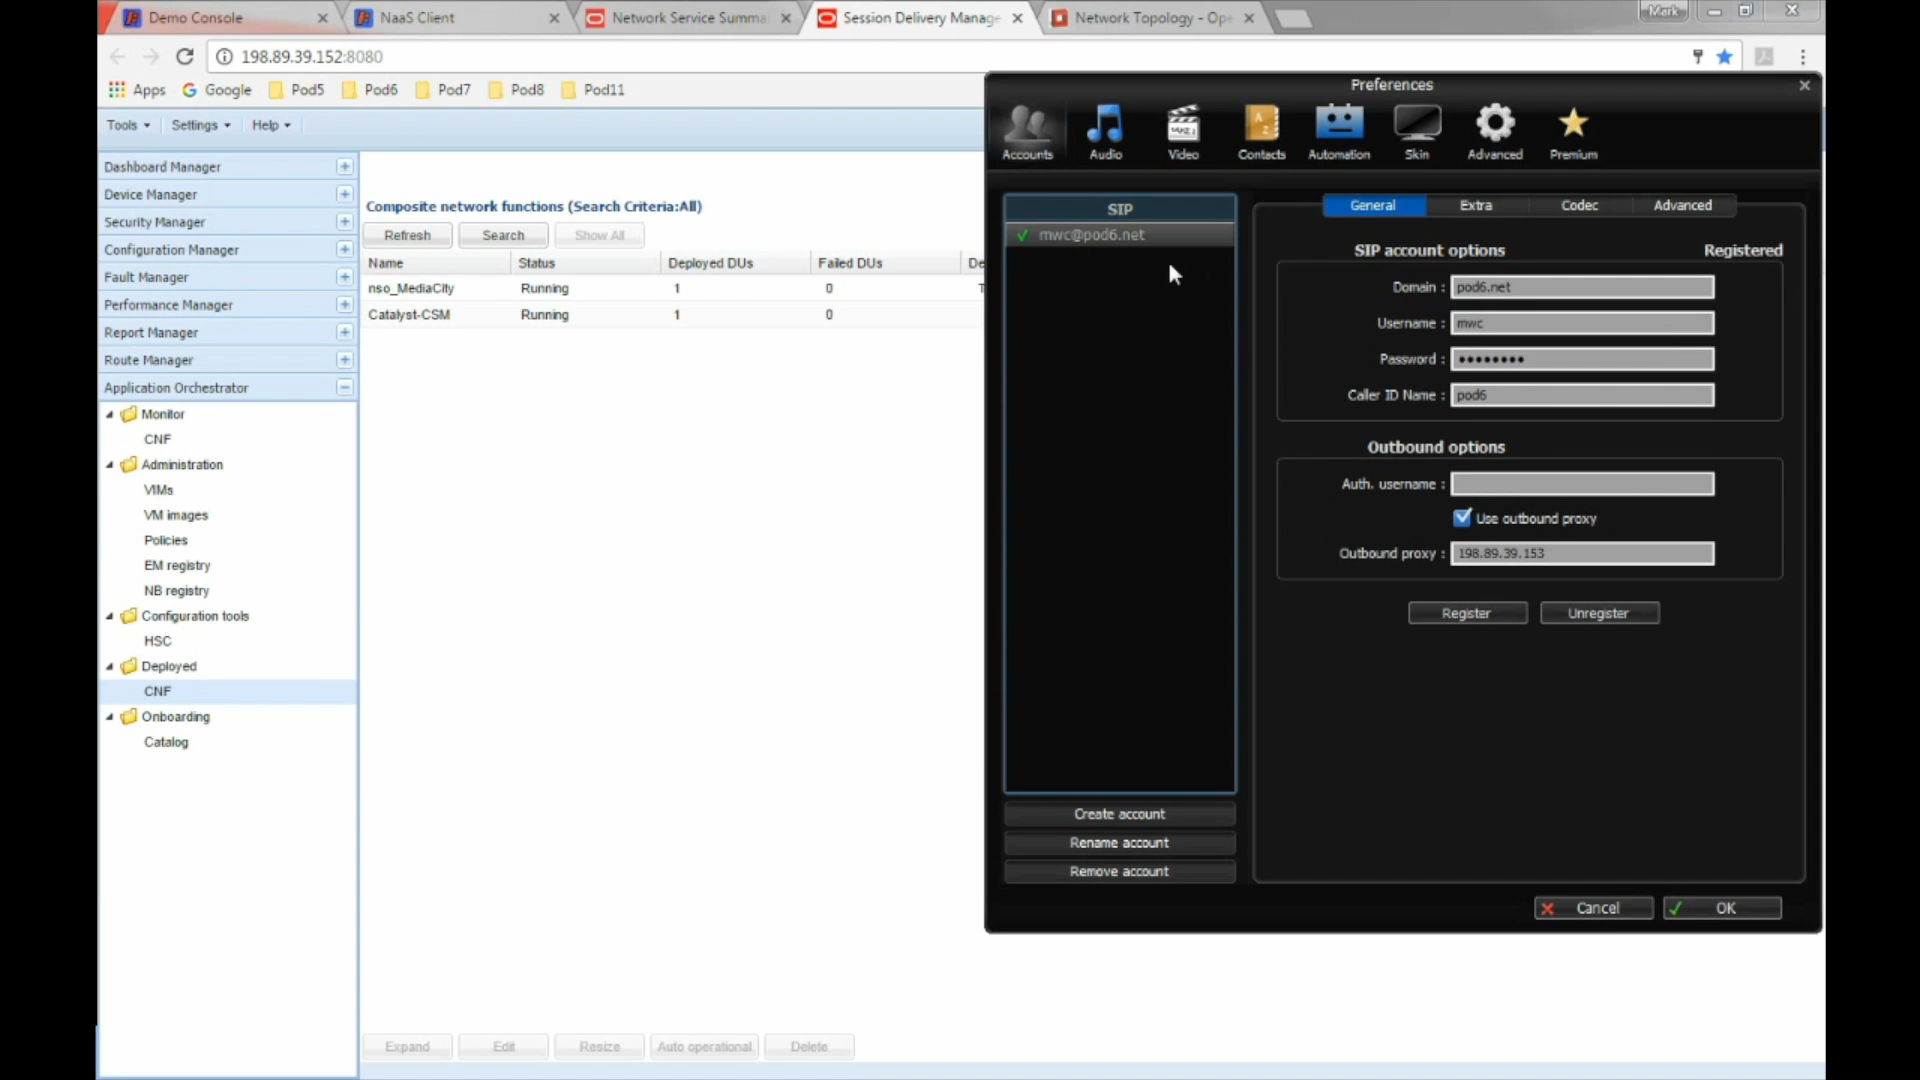 Demo Console
NaaS Client
Network Service Summa
Session Delivery Manage
Network Topology - Ope
Mark
198.89.39.152:8080
Apps
Google
Pod5
Pod6
Pod7
Pod8
Pod11
Tools
Settings
Help
Dashboard Manager
Device Manager
Security Manager
Configuration Manager
Fault Manager
Performance Manager
Report Manager
Route Manager
Application Orchestrator
Monitor
CNF
Administration
VIMs
VM images
Policies
EM registry
NB registry
Configuration tools
HSC
Deployed
CNF
Onboarding
Catalog
Composite network functions (Search Criteria:All)
Refresh
Search
Show All
Name Status Deployed DUs Failed DUs De
nso_MediaCity Running 1 0 T
Catalyst-CSM Running 1 0
Expand
Edit
Resize
Auto operational
Delete
Preferences
Accounts
Audio
Video
Contacts
Automation
Skin
Advanced
Premium
SIP
mwc@pod6.net
Create account
Rename account
Remove account
General
Extra
Codec
Advanced
SIP account options Registered
Domain : pod6.net
Username : mwc
Password : ••••••••
Caller ID Name : pod6
Outbound options
Auth. username :
Use outbound proxy
Outbound proxy : 198.89.39.153
Register
Unregister
Cancel
OK